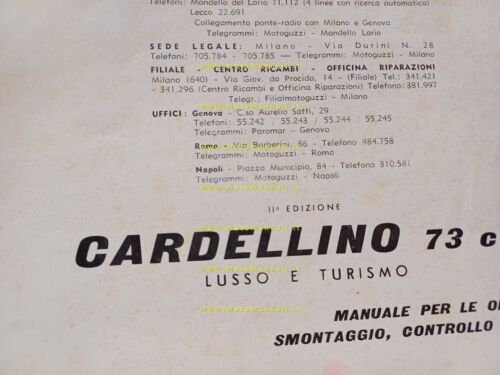 Telefoni: Mandello del Lario 71.112 (4 linee con ricerca automatica)
Lecco 22.691
Collegamento ponte-radio con Milano e Genova
Telegrammi: Motoguzzi - Mandello Lario
SEDE LEGALE: Milano - Via Durini N. 28
Telefoni: 705.784 - 705.785 - Telegrammi: Motoguzzi - Milano
FILIALE - CENTRO RICAMBI - OFFICINA RIPARAZIONI
Milano (640) - Via Giov. da Procida, 14 - (Filiale) Tel.: 341.421
- 341.296 (Centro Ricambi e Officina Riparazioni) Telefono: 381.997
Telegr.: Filialmotoguzzi - Milano
UFFICI: Genova - C.so Aurelio Saffi, 29
Telefoni: 55.242 / 55.243 / 55.244 / 55.245
Telegrammi: Poromar - Genova
Roma - Via Barberini, 86 - Telefono 484.758
Telegrammi: Motoguzzi - Roma
Napoli - Piazza Municipio, 84 - Telefono 310.581
Telegrammi: Motoguzzi - Napoli
IIª EDIZIONE
CARDELLINO 73 c
LUSSO E TURISMO
MANUALE PER LE
SMONTAGGIO, CONTROLLO